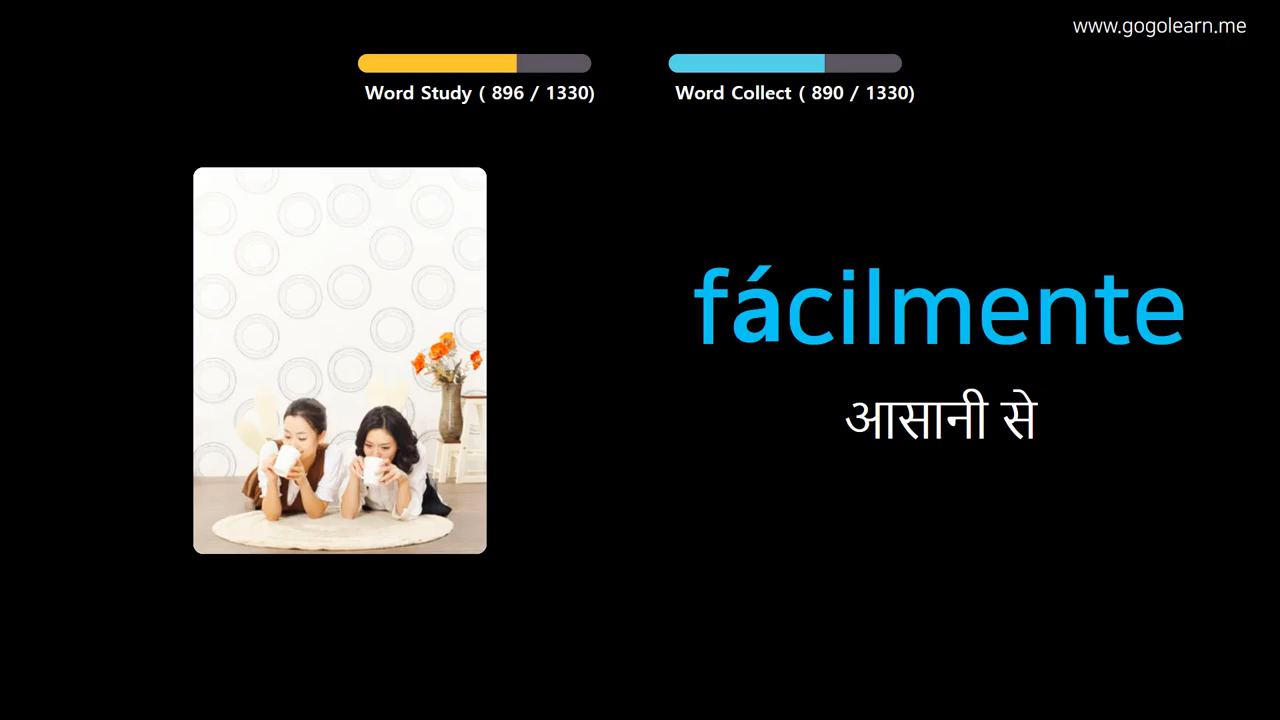 www.gogolearn.me
Word Study ( 896 / 1330)
Word Collect ( 890 / 1330)
fácilmente
आसानी से